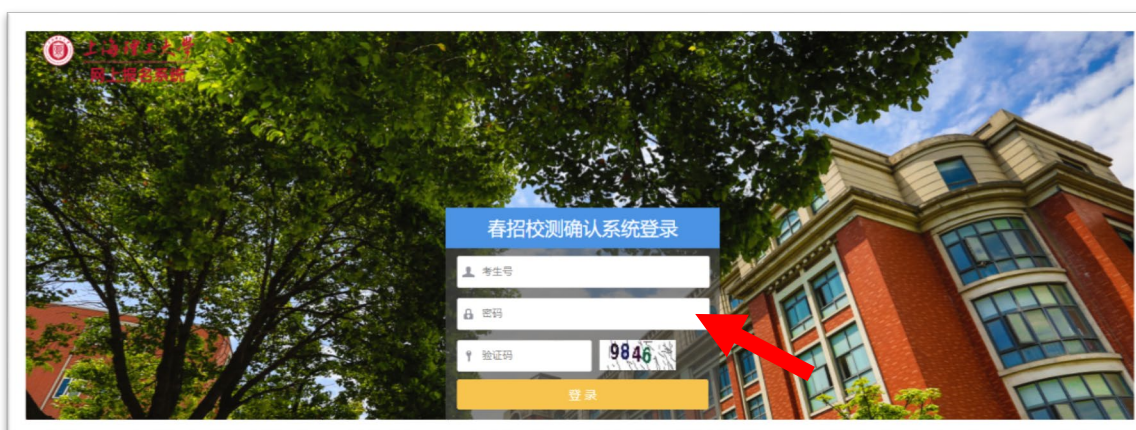 上海理工大学
网上报名系统
春招校测确认系统登录
考生号
密码
验证码
9846
登录